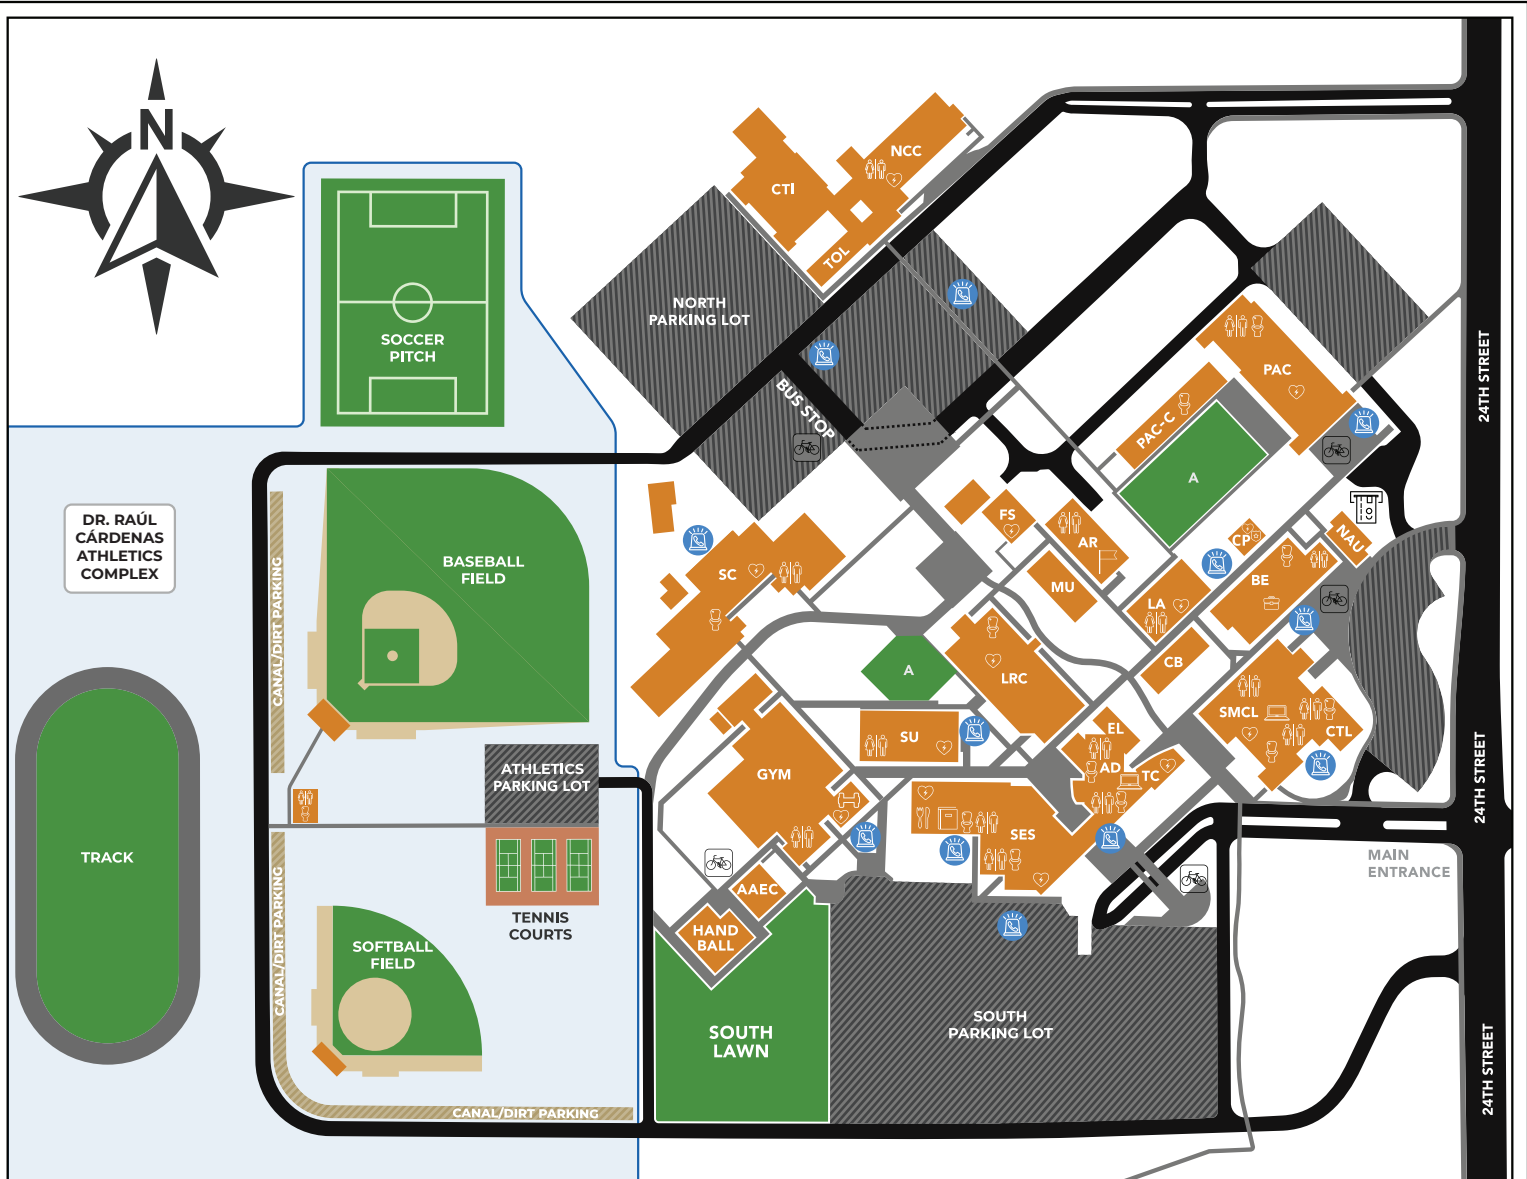 N
NCC
CTI
TOL
NORTH
PARKING LOT
SOCCER
PITCH
BUS STOP
PAC
PAC-C
A
24TH STREET
DR. RAÚL
CÁRDENAS
ATHLETICS
COMPLEX
CANAL/DIRT PARKING
BASEBALL
FIELD
SC
FS
AR
MU
CP
NAU
BE
LA
CB
LRC
A
SU
GYM
EL
AD
TC
SMCL
CTL
24TH STREET
ATHLETICS
PARKING LOT
SES
TRACK
MAIN
ENTRANCE
CANAL/DIRT PARKING
TENNIS
COURTS
AAEC
HAND
BALL
SOFTBALL
FIELD
SOUTH
LAWN
SOUTH
PARKING LOT
24TH STREET
CANAL/DIRT PARKING